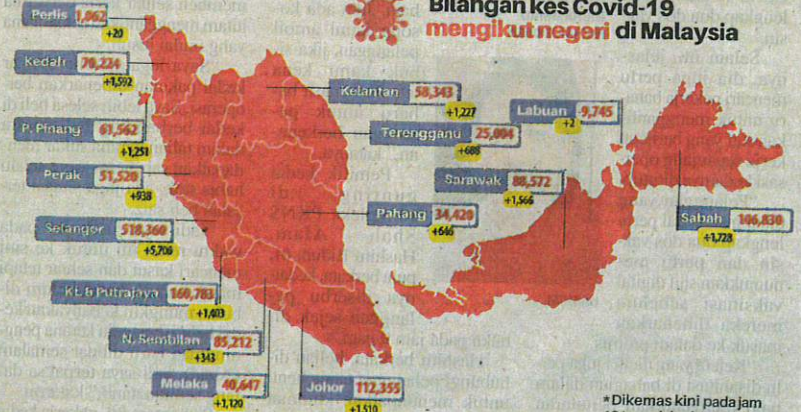 Bilangan kes Covid-19
mengikut negeri di Malaysia
Perlis 1,062
+20
Kedah 70,224
+1,592
P. Pinang 61,562
+1,251
Perak 51,520
+938
Selangor 518,360
+5,706
KL & Putrajaya 160,783
+1,403
N. Sembilan 85,212
+343
Melaka 40,647
+1,120
Johor 112,355
+1,510
Kelantan 58,343
+1,227
Terengganu 25,004
+688
Pahang 34,420
+646
Labuan 9,745
+2
Sarawak 88,572
+1,566
Sabah 106,830
+1,728
*Dikemas kini pada jam